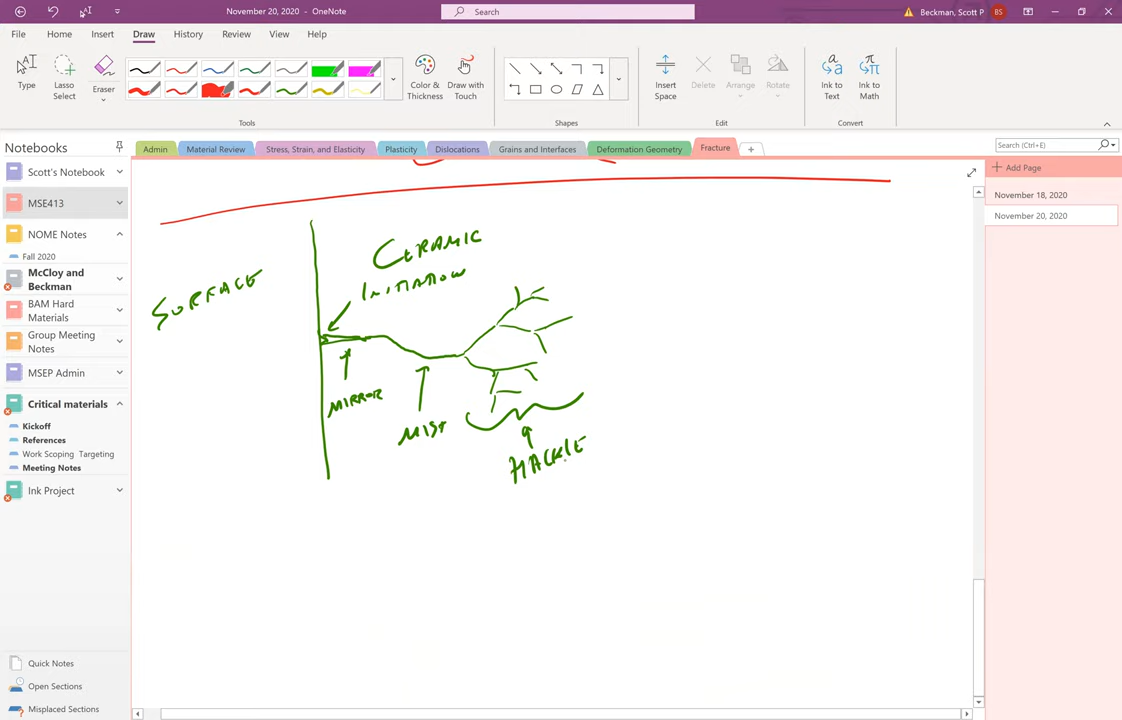 November 20, 2020 - OneNote
Search
Beckman, Scott P
BS
File
Home
Insert
Draw
History
Review
View
Help
Type
Lasso
Select
Eraser
Color &
Thickness
Draw with
Touch
Insert
Space
Delete
Arrange
Rotate
Ink to
Text
Ink to
Math
Tools
Shapes
Edit
Convert
Notebooks
Admin
Material Review
Stress, Strain, and Elasticity
Plasticity
Dislocations
Grains and Interfaces
Deformation Geometry
Fracture
Search (Ctrl+E)
Scott's Notebook
MSE413
NOME Notes
Fall 2020
McCloy and
Beckman
BAM Hard
Materials
Group Meeting
Notes
MSEP Admin
Critical materials
Kickoff
References
Work Scoping Targeting
Meeting Notes
Ink Project
Quick Notes
Open Sections
Misplaced Sections
Add Page
November 18, 2020
November 20, 2020
CERAMIC
INITIATION
SURFACE
MIRROR
MIST
HACKLE